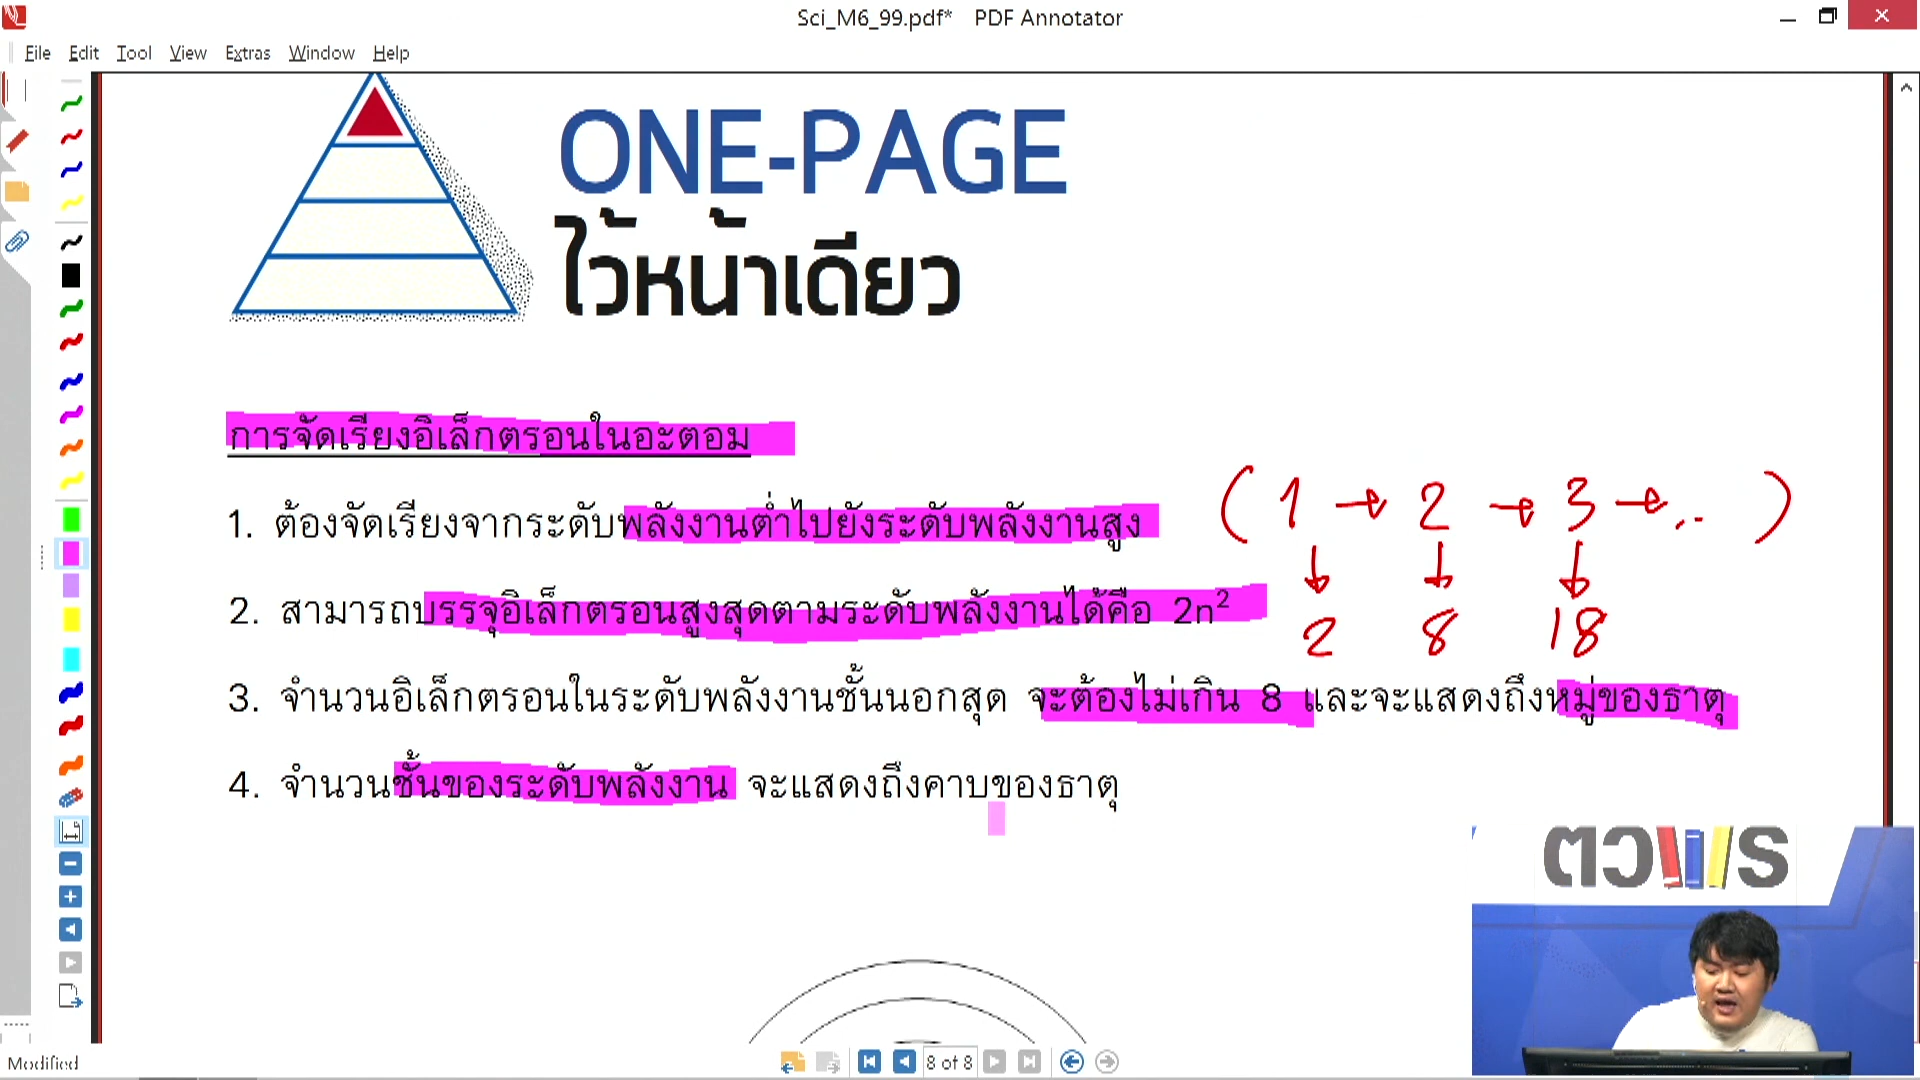 Sci_M6_99.pdf* PDF Annotator
File Edit Tool View Extras Window Help
ONE-PAGE
ไว้หน้าเดียว
การจัดเรียงอิเล็กตรอนในอะตอม
1. ต้องจัดเรียงจากระดับพลังงานต่ำไปยังระดับพลังงานสูง (1 → 2 → 3 → ...)
2. สามารถบรรจุอิเล็กตรอนสูงสุดตามระดับพลังงานได้คือ 2n² 2 8 18
3. จำนวนอิเล็กตรอนในระดับพลังงานชั้นนอกสุด จะต้องไม่เกิน 8 และจะแสดงถึงหมู่ของธาตุ
4. จำนวนชั้นของระดับพลังงาน จะแสดงถึงคาบของธาตุ
8 of 8
Modified